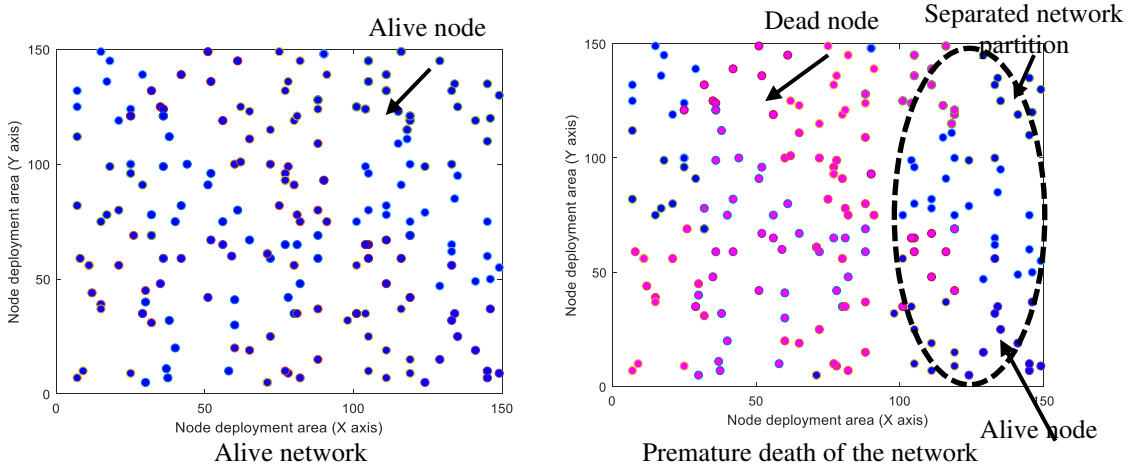 Alive node
150
100
50
0
0
50
100
150
Node deployment area (Y axis)
Node deployment area (X axis)
Alive network
Dead node
Separated network
partition
150
100
50
0
0
50
100
150
Node deployment area (Y axis)
Node deployment area (X axis)
Alive node
Premature death of the network